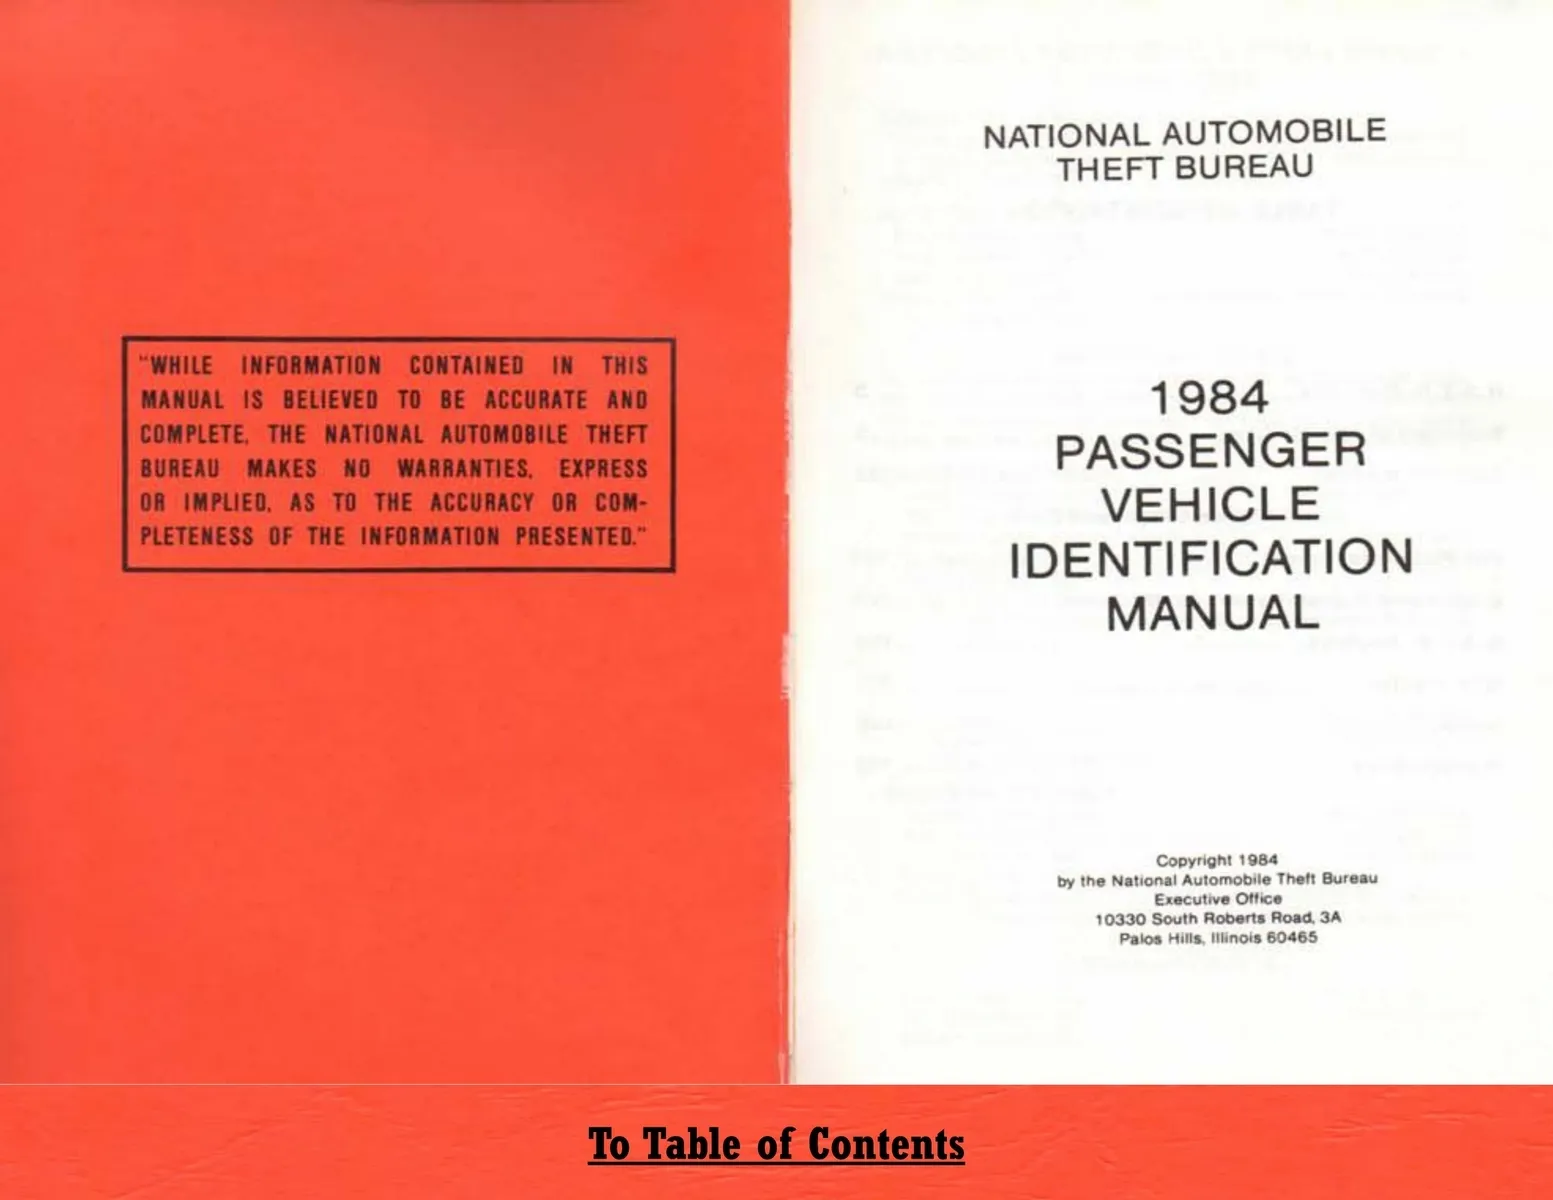 "WHILE INFORMATION CONTAINED IN THIS
MANUAL IS BELIEVED TO BE ACCURATE AND
COMPLETE, THE NATIONAL AUTOMOBILE THEFT
BUREAU MAKES NO WARRANTIES, EXPRESS
OR IMPLIED, AS TO THE ACCURACY OR COM-
PLETENESS OF THE INFORMATION PRESENTED."
NATIONAL AUTOMOBILE
THEFT BUREAU
1984
PASSENGER
VEHICLE
IDENTIFICATION
MANUAL
Copyright 1984
by the National Automobile Theft Bureau
Executive Office
10330 South Roberts Road, 3A
Palos Hills, Illinois 60465
To Table of Contents